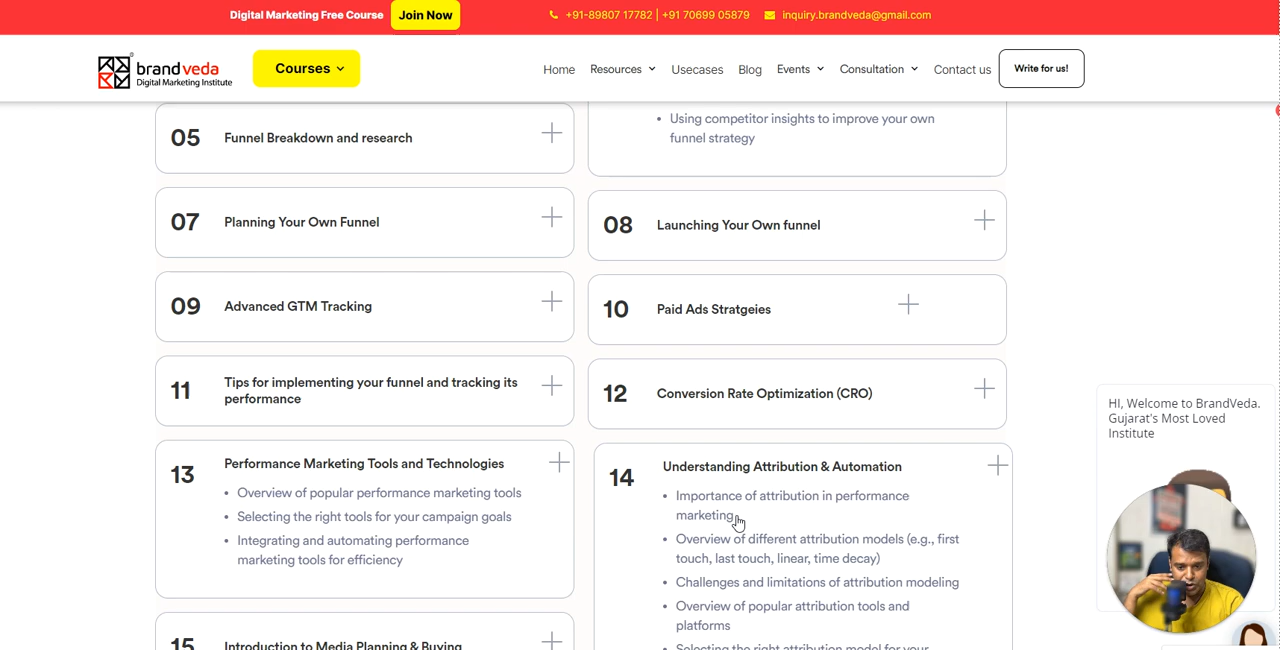 Digital Marketing Free Course
Join Now
+91-89807 17782 | +91 70699 05879
inquiry.brandveda@gmail.com
brandveda
Digital Marketing Institute
Courses
Home
Resources
Usecases
Blog
Events
Consultation
Contact us
Write for us!
05
Funnel Breakdown and research
• Using competitor insights to improve your own
funnel strategy
07
Planning Your Own Funnel
08
Launching Your Own funnel
09
Advanced GTM Tracking
10
Paid Ads Stratgeies
11
Tips for implementing your funnel and tracking its
performance
12
Conversion Rate Optimization (CRO)
13
Performance Marketing Tools and Technologies
• Overview of popular performance marketing tools
• Selecting the right tools for your campaign goals
• Integrating and automating performance
marketing tools for efficiency
14
Understanding Attribution & Automation
• Importance of attribution in performance
marketing
• Overview of different attribution models (e.g., first
touch, last touch, linear, time decay)
• Challenges and limitations of attribution modeling
• Overview of popular attribution tools and
platforms
Selecting the right attribution model for your
15
Introduction to Media Planning & Buying
HI, Welcome to BrandVeda.
Gujarat's Most Loved
Institute